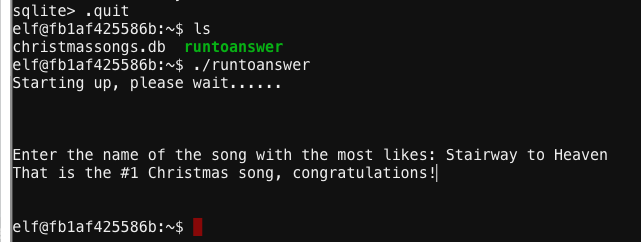 sqlite> .quit
elf@fb1af425586b:~$ ls
christmassongs.db  runtoanswer
elf@fb1af425586b:~$ ./runtoanswer
Starting up, please wait......
Enter the name of the song with the most likes: Stairway to Heaven
That is the #1 Christmas song, congratulations!
elf@fb1af425586b:~$